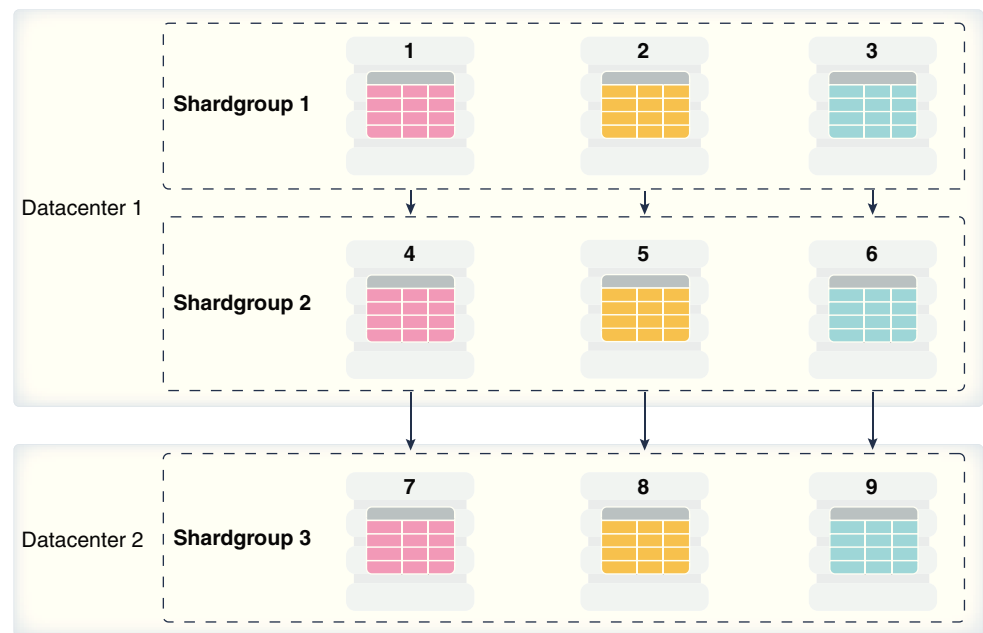 1 2 3
Shardgroup 1
Datacenter 1
4 5 6
Shardgroup 2
7 8 9
Datacenter 2 Shardgroup 3